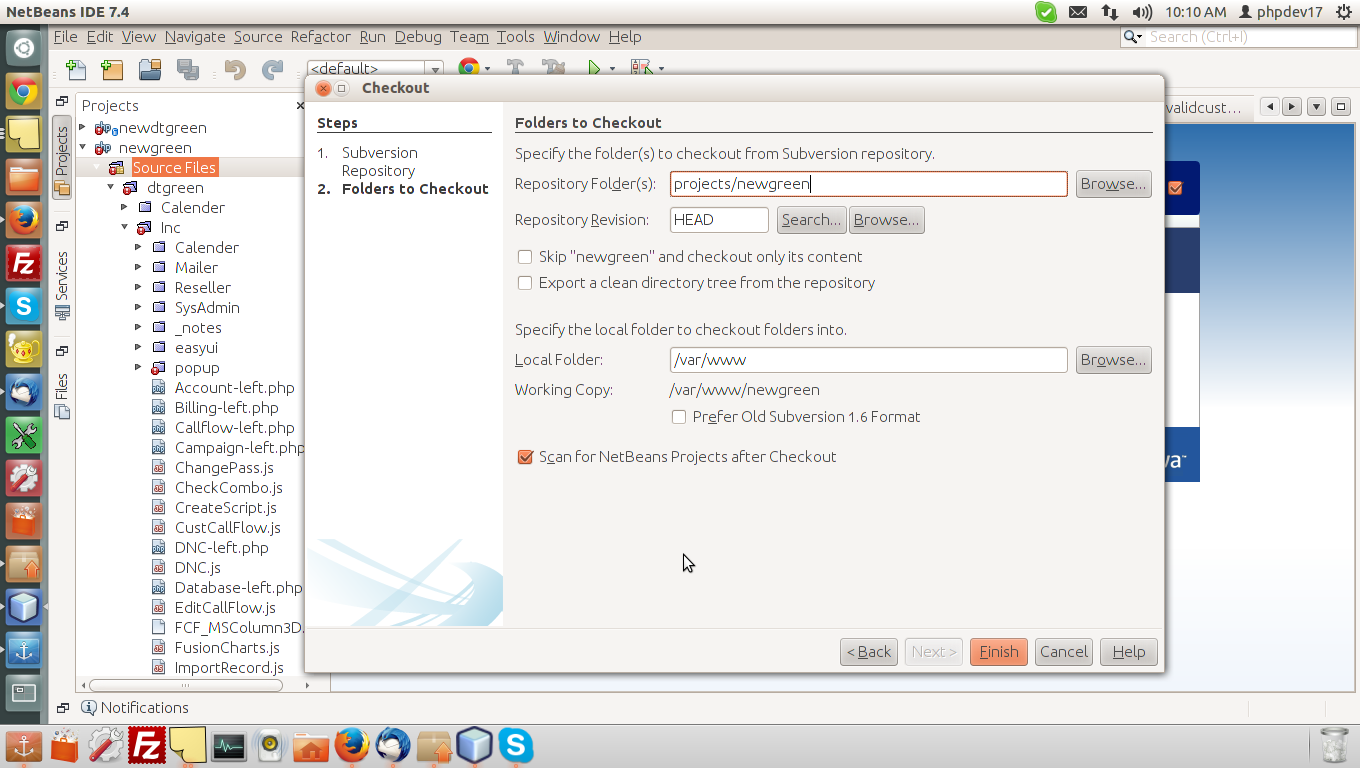 NetBeans IDE 7.4
10:10 AM phpdev17
File Edit View Navigate Source Refactor Run Debug Team Tools Window Help
Search (Ctrl+I)
<default>
Projects
Projects
Services
Files
newdtgreen
newgreen
Source Files
dtgreen
Calender
Inc
Calender
Mailer
Reseller
SysAdmin
_notes
easyui
popup
Account-left.php
Billing-left.php
Callflow-left.php
Campaign-left.php
ChangePass.js
CheckCombo.js
CreateScript.js
CustCallFlow.js
DNC-left.php
DNC.js
Database-left.php
EditCallFlow.js
FCF_MSColumn3D.
FusionCharts.js
ImportRecord.js
Checkout
Steps
1. Subversion
Repository
2. Folders to Checkout
Folders to Checkout
Specify the folder(s) to checkout from Subversion repository.
Repository Folder(s): projects/newgreen Browse...
Repository Revision: HEAD Search... Browse...
Skip "newgreen" and checkout only its content
Export a clean directory tree from the repository
Specify the local folder to checkout folders into.
Local Folder: /var/www Browse...
Working Copy: /var/www/newgreen
Prefer Old Subversion 1.6 Format
Scan for NetBeans Projects after Checkout
< Back Next > Finish Cancel Help
validcust...
va™
Notifications